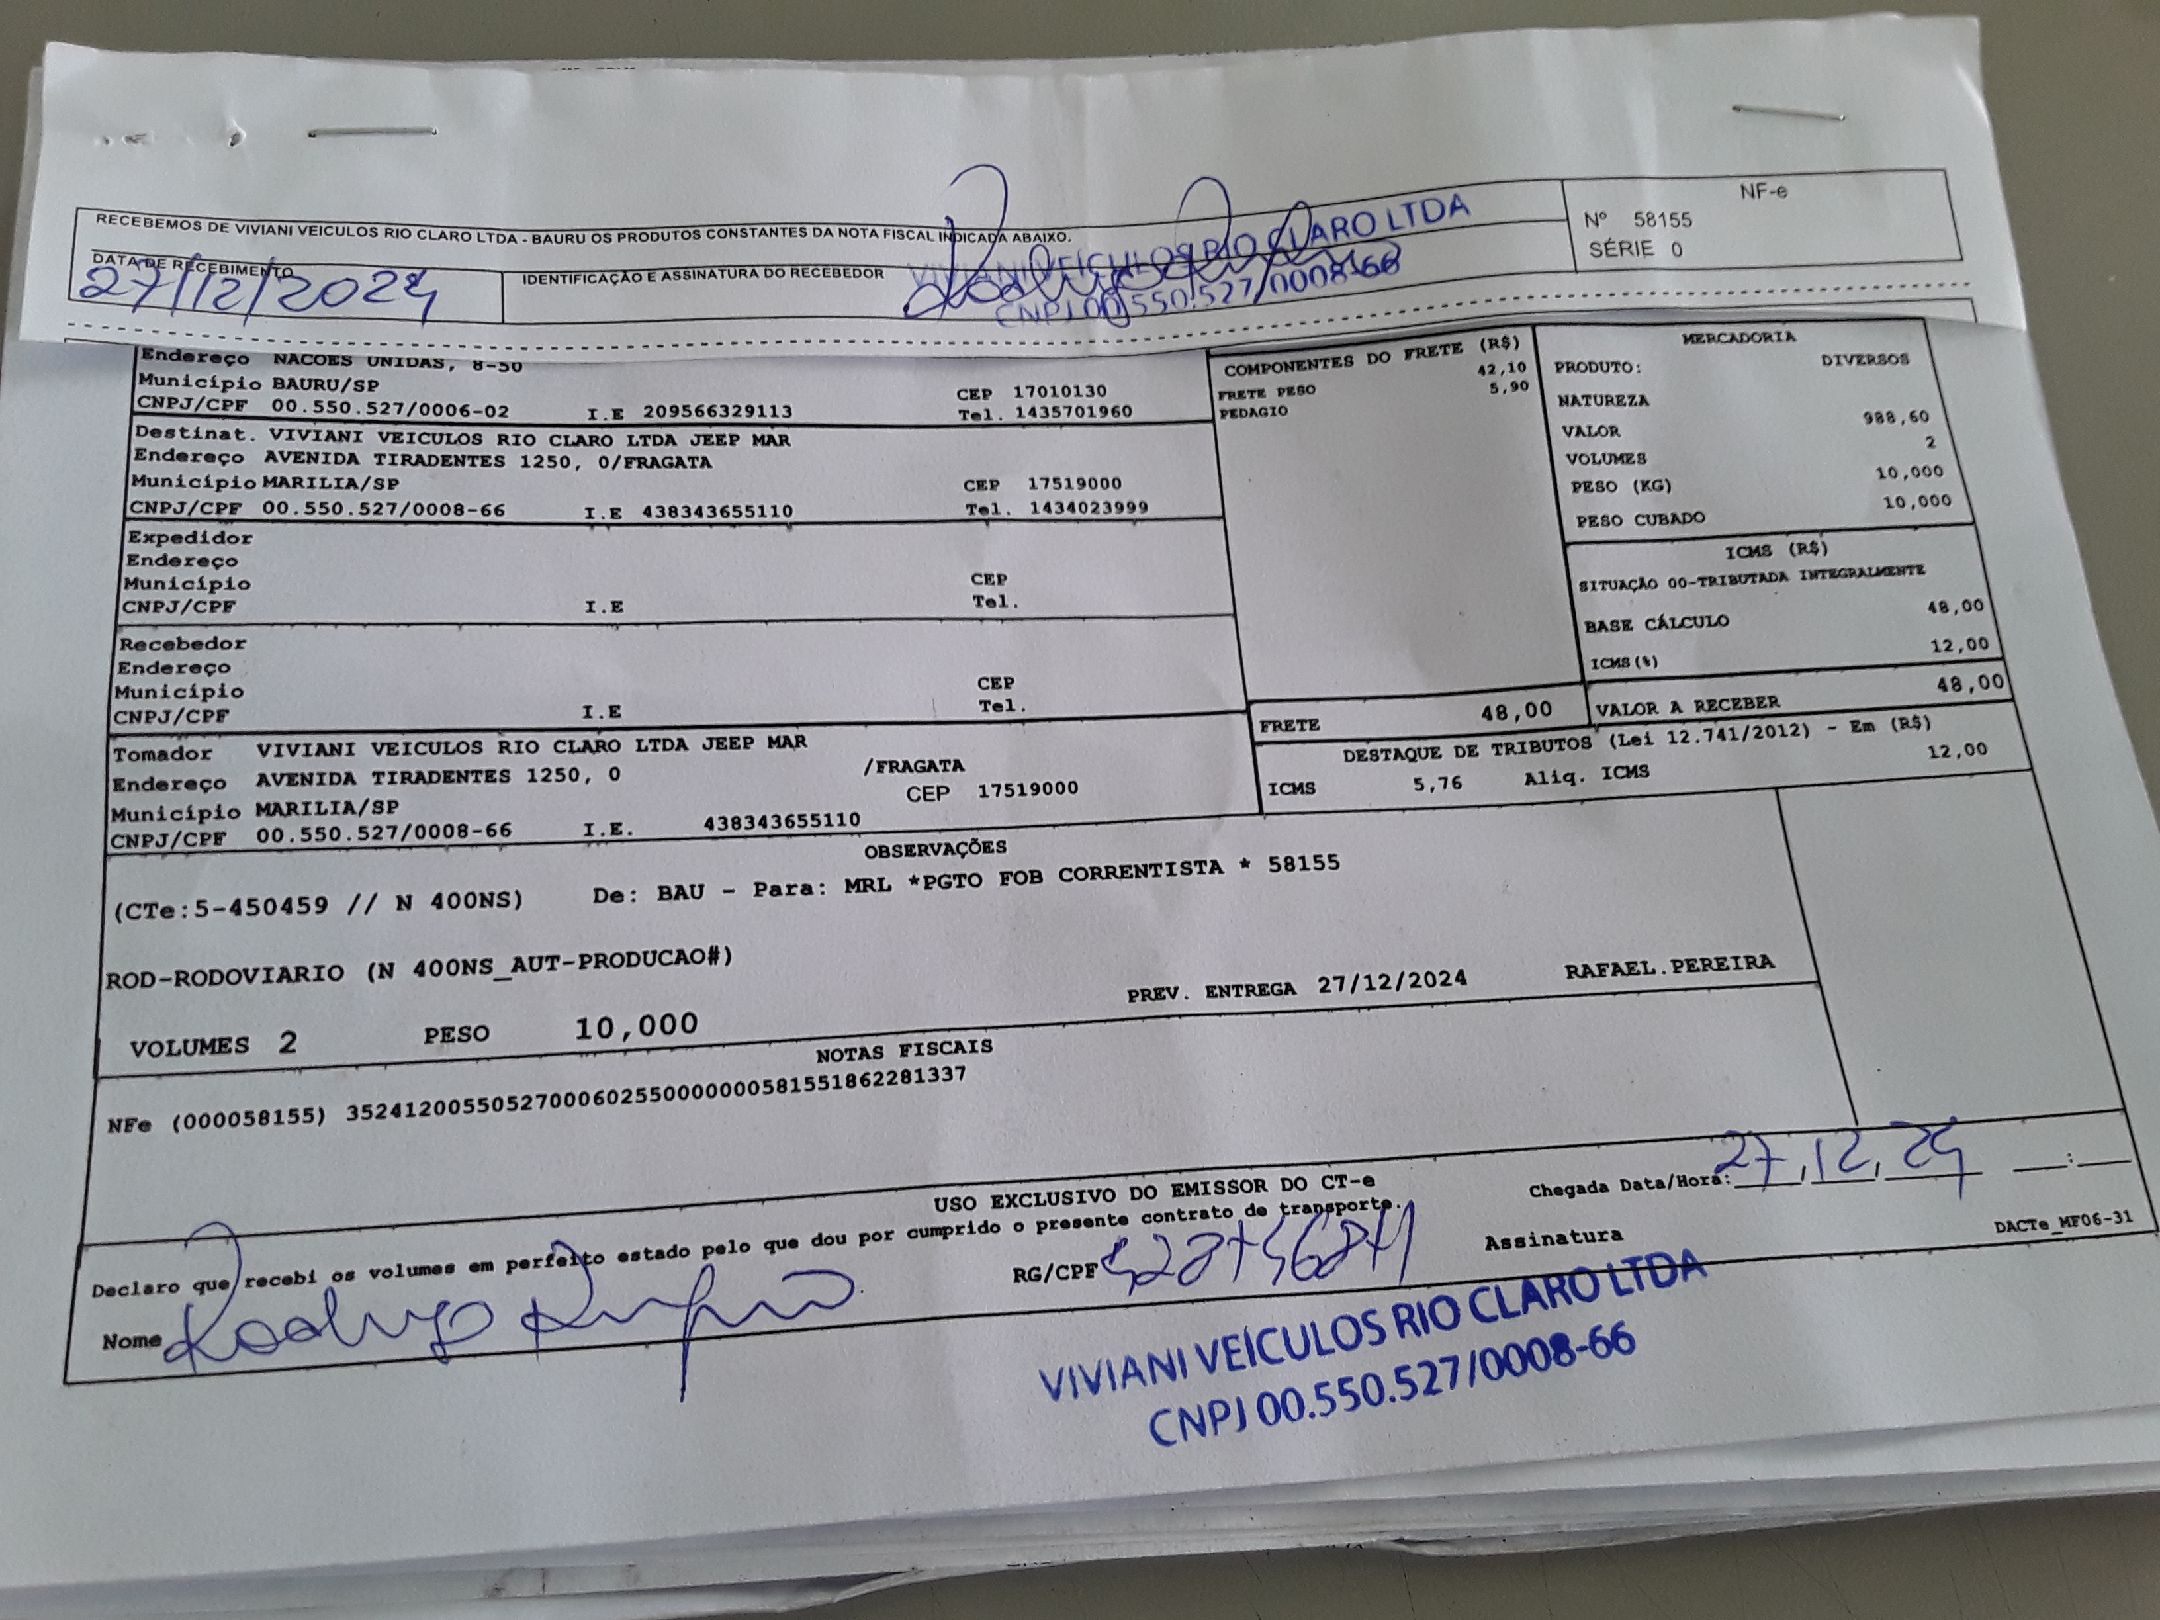 RECEBEMOS DE VIVIANI VEICULOS RIO CLARO LTDA - BAURU OS PRODUTOS CONSTANTES DA NOTA FISCAL INDICADA ABAIXO.
NF-e
Nº 58155
SÉRIE 0
DATA DE RECEBIMENTO
27/12/2024
IDENTIFICAÇÃO E ASSINATURA DO RECEBEDOR
VIVIANI VEÍCULOS RIO CLARO LTDA
CNPJ 00.550.527/0008-66
Endereço NACOES UNIDAS, 8-50
Município BAURU/SP CEP 17010130
CNPJ/CPF 00.550.527/0006-02 I.E 209566329113 Tel. 1435701960
Destinat. VIVIANI VEICULOS RIO CLARO LTDA JEEP MAR
Endereço AVENIDA TIRADENTES 1250, 0/FRAGATA
Município MARILIA/SP CEP 17519000
CNPJ/CPF 00.550.527/0008-66 I.E 438343655110 Tel. 1434023999
Expedidor
Endereço
Município CEP
CNPJ/CPF I.E Tel.
Recebedor
Endereço
Município CEP
CNPJ/CPF I.E Tel.
Tomador VIVIANI VEICULOS RIO CLARO LTDA JEEP MAR
Endereço AVENIDA TIRADENTES 1250, 0 /FRAGATA
Município MARILIA/SP CEP 17519000
CNPJ/CPF 00.550.527/0008-66 I.E. 438343655110
COMPONENTES DO FRETE (R$)
FRETE PESO 42,10
PEDAGIO 5,90
FRETE 48,00
MERCADORIA
PRODUTO: DIVERSOS
NATUREZA
VALOR 988,60
VOLUMES 2
PESO (KG) 10,000
PESO CUBADO 10,000
ICMS (R$)
SITUAÇÃO 00-TRIBUTADA INTEGRALMENTE
BASE CÁLCULO 48,00
ICMS(%) 12,00
VALOR A RECEBER 48,00
DESTAQUE DE TRIBUTOS (Lei 12.741/2012) - Em (R$)
ICMS 5,76 Aliq. ICMS 12,00
OBSERVAÇÕES
(CTe:5-450459 // N 400NS) De: BAU - Para: MRL *PGTO FOB CORRENTISTA * 58155
ROD-RODOVIARIO (N 400NS_AUT-PRODUCAO#)
PREV. ENTREGA 27/12/2024 RAFAEL.PEREIRA
VOLUMES 2 PESO 10,000
NOTAS FISCAIS
NFe (000058155) 35241200550527000602550000000581551862281337
USO EXCLUSIVO DO EMISSOR DO CT-e
Declaro que recebi os volumes em perfeito estado pelo que dou por cumprido o presente contrato de transporte.
Chegada Data/Hora: 27,12,24 __:__
Nome Rodrigo
RG/CPF
Assinatura
DACTe_MF06-31
VIVIANI VEÍCULOS RIO CLARO LTDA
CNPJ 00.550.527/0008-66